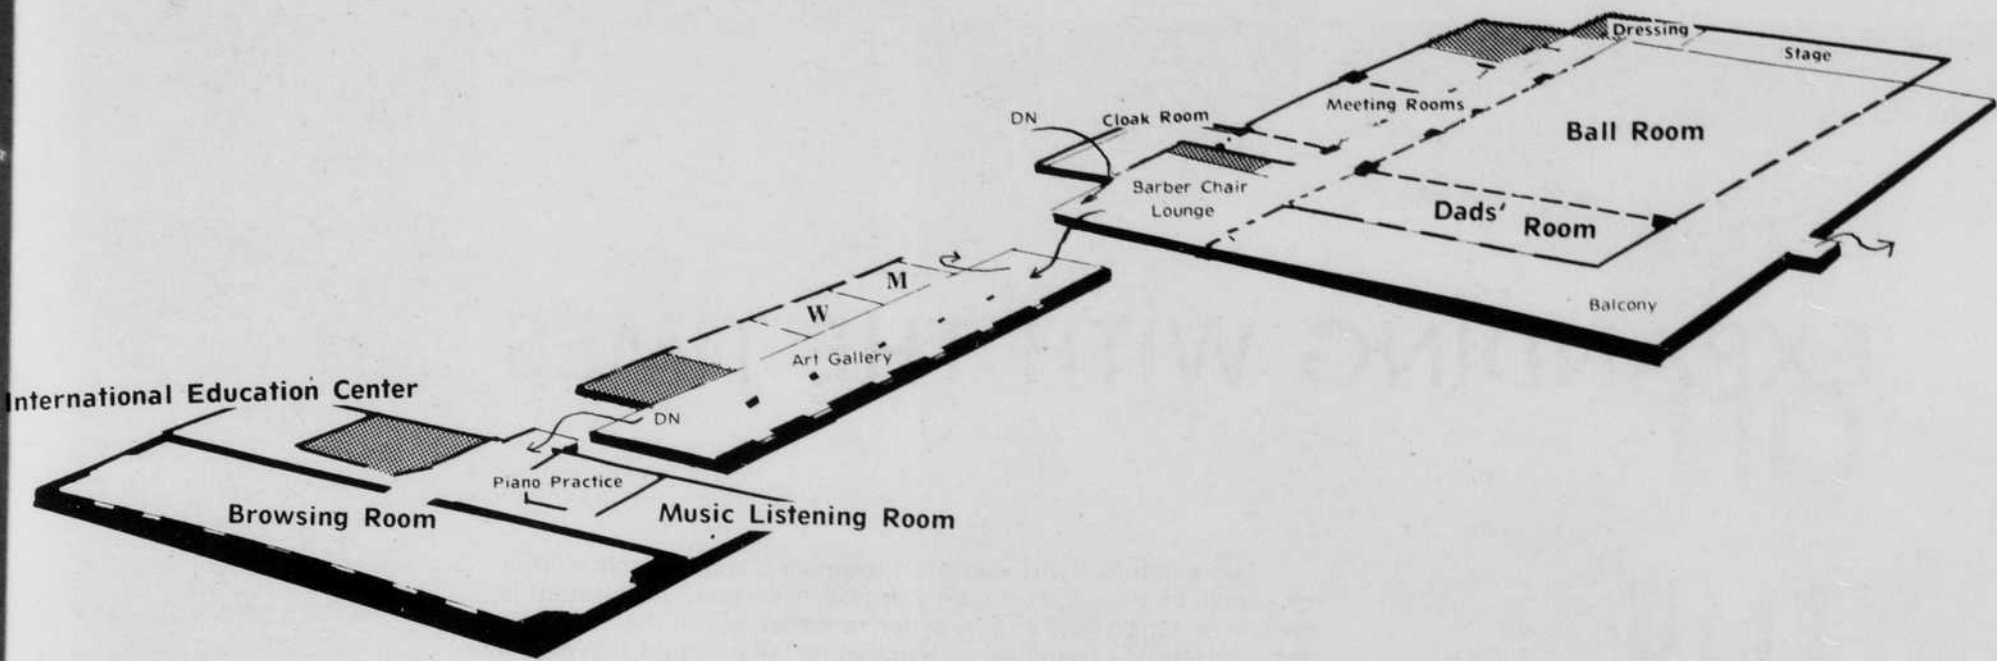 Dressing
Stage
DN
Cloak Room
Meeting Rooms
Ball Room
Barber Chair
Lounge
Dads'
Room
Balcony
M
W
Art Gallery
International Education Center
DN
Piano Practice
Browsing Room
Music Listening Room